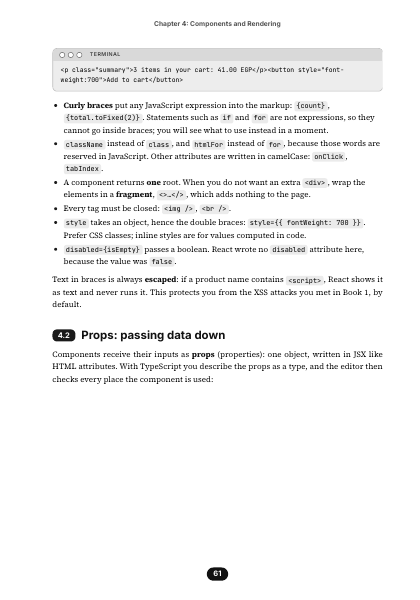 Chapter 4: Components and Rendering
TERMINAL
<p class="summary">3 items in your cart: 41.00 EGP</p><button style="font-
weight:700">Add to cart</button>
• Curly braces put any JavaScript expression into the markup: {count},
{total.toFixed(2)}. Statements such as if and for are not expressions, so they
cannot go inside braces; you will see what to use instead in a moment.
• className instead of class, and htmlFor instead of for, because those words are
reserved in JavaScript. Other attributes are written in camelCase: onClick,
tabIndex.
• A component returns one root. When you do not want an extra <div>, wrap the
elements in a fragment, <>…</>, which adds nothing to the page.
• Every tag must be closed: <img />, <br />.
• style takes an object, hence the double braces: style={{ fontWeight: 700 }}.
Prefer CSS classes; inline styles are for values computed in code.
• disabled={isEmpty} passes a boolean. React wrote no disabled attribute here,
because the value was false.
Text in braces is always escaped: if a product name contains <script>, React shows it
as text and never runs it. This protects you from the XSS attacks you met in Book 1, by
default.
4.2 Props: passing data down
Components receive their inputs as props (properties): one object, written in JSX like
HTML attributes. With TypeScript you describe the props as a type, and the editor then
checks every place the component is used:
61